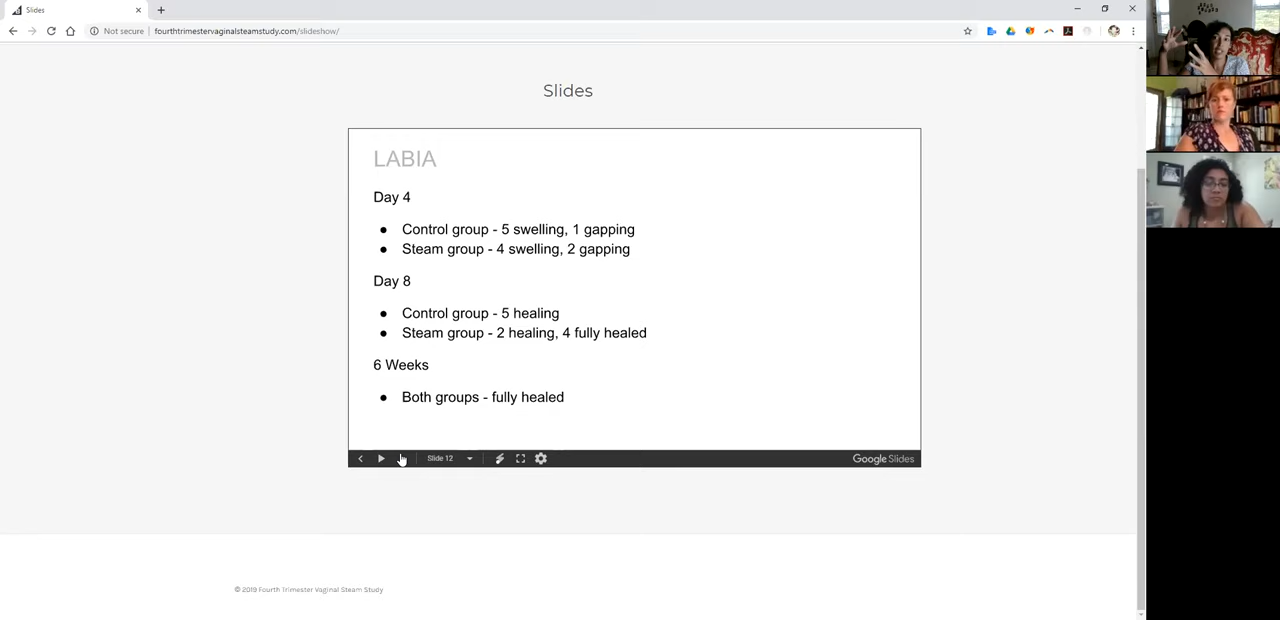 Slides
Not secure
fourthtrimestervaginalsteamstudy.com/slideshow/
Slides
LABIA
Day 4
● Control group - 5 swelling, 1 gapping
● Steam group - 4 swelling, 2 gapping
Day 8
● Control group - 5 healing
● Steam group - 2 healing, 4 fully healed
6 Weeks
● Both groups - fully healed
Slide 12
Google Slides
© 2019 Fourth Trimester Vaginal Steam Study